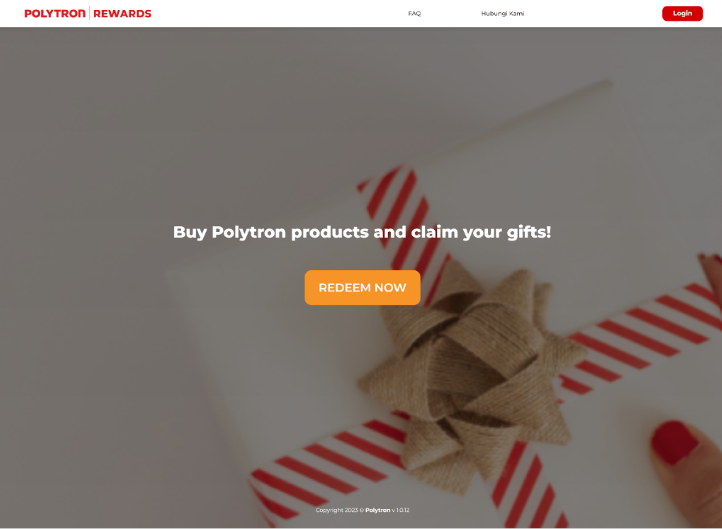 POLYTRON | REWARDS
FAQ
Hubungi Kami
Login
Buy Polytron products and claim your gifts!
REDEEM NOW
Copyright 2023 © Polytron v 1.0.12